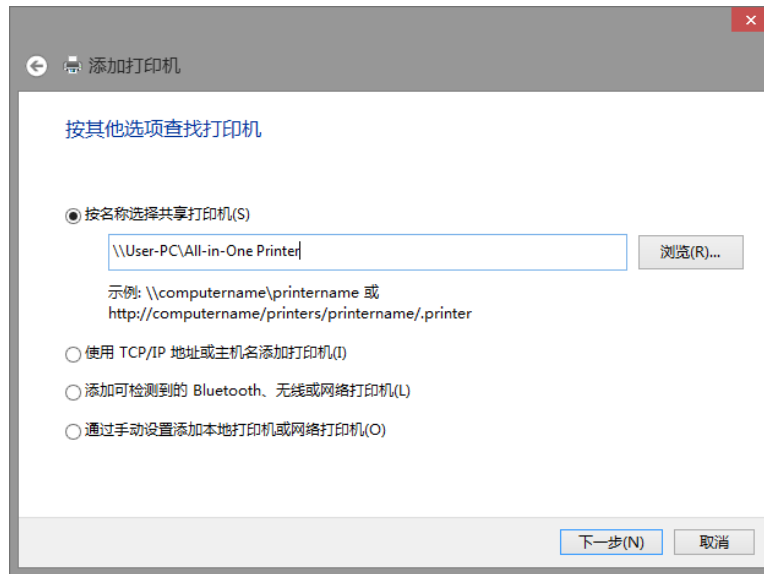 添加打印机
按其他选项查找打印机
按名称选择共享打印机(S)
\\User-PC\All-in-One Printer
浏览(R)...
示例: \\computername\printername 或
http://computername/printers/printername/.printer
使用 TCP/IP 地址或主机名添加打印机(I)
添加可检测到的 Bluetooth、无线或网络打印机(L)
通过手动设置添加本地打印机或网络打印机(O)
下一步(N)
取消